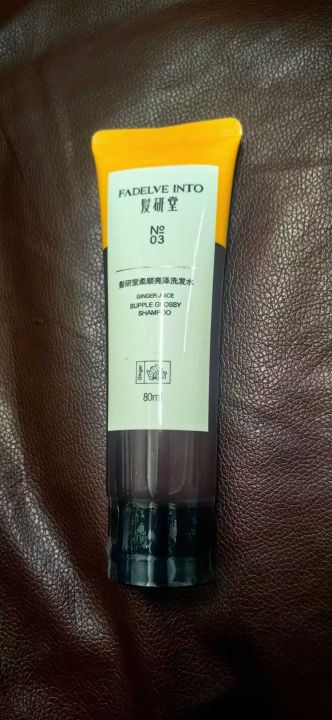 FADELVE INTO
髪研堂
№
03
髪研堂柔顺亮泽洗发水
GINGER JUICE
SUPPLE GLOSSY
SHAMPOO
Ginger
80ml